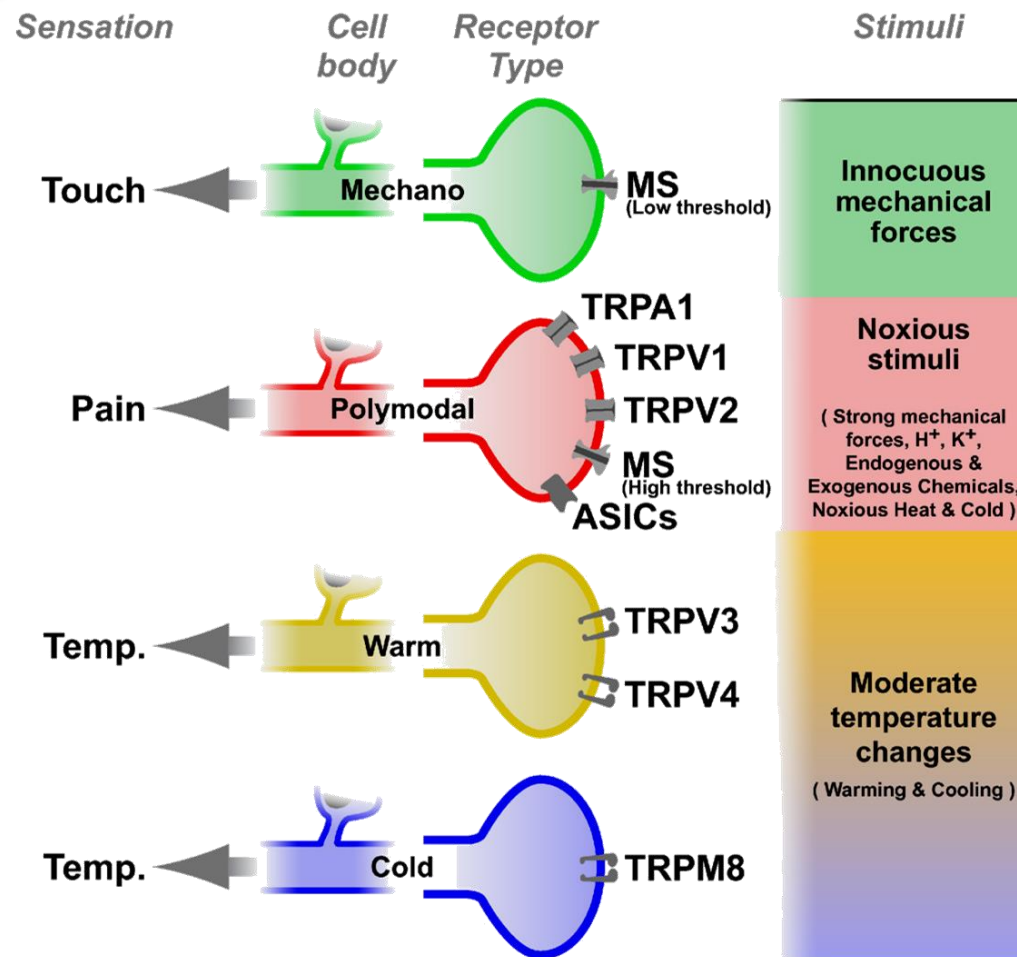 Sensation
Cell
body
Receptor
Type
Stimuli
Touch
Mechano
MS
(Low threshold)
Innocuous
mechanical
forces
Pain
Polymodal
TRPA1
TRPV1
TRPV2
MS
(High threshold)
ASICs
Noxious
stimuli
( Strong mechanical
forces, H⁺, K⁺,
Endogenous &
Exogenous Chemicals,
Noxious Heat & Cold )
Temp.
Warm
TRPV3
TRPV4
Moderate
temperature
changes
( Warming & Cooling )
Temp.
Cold
TRPM8